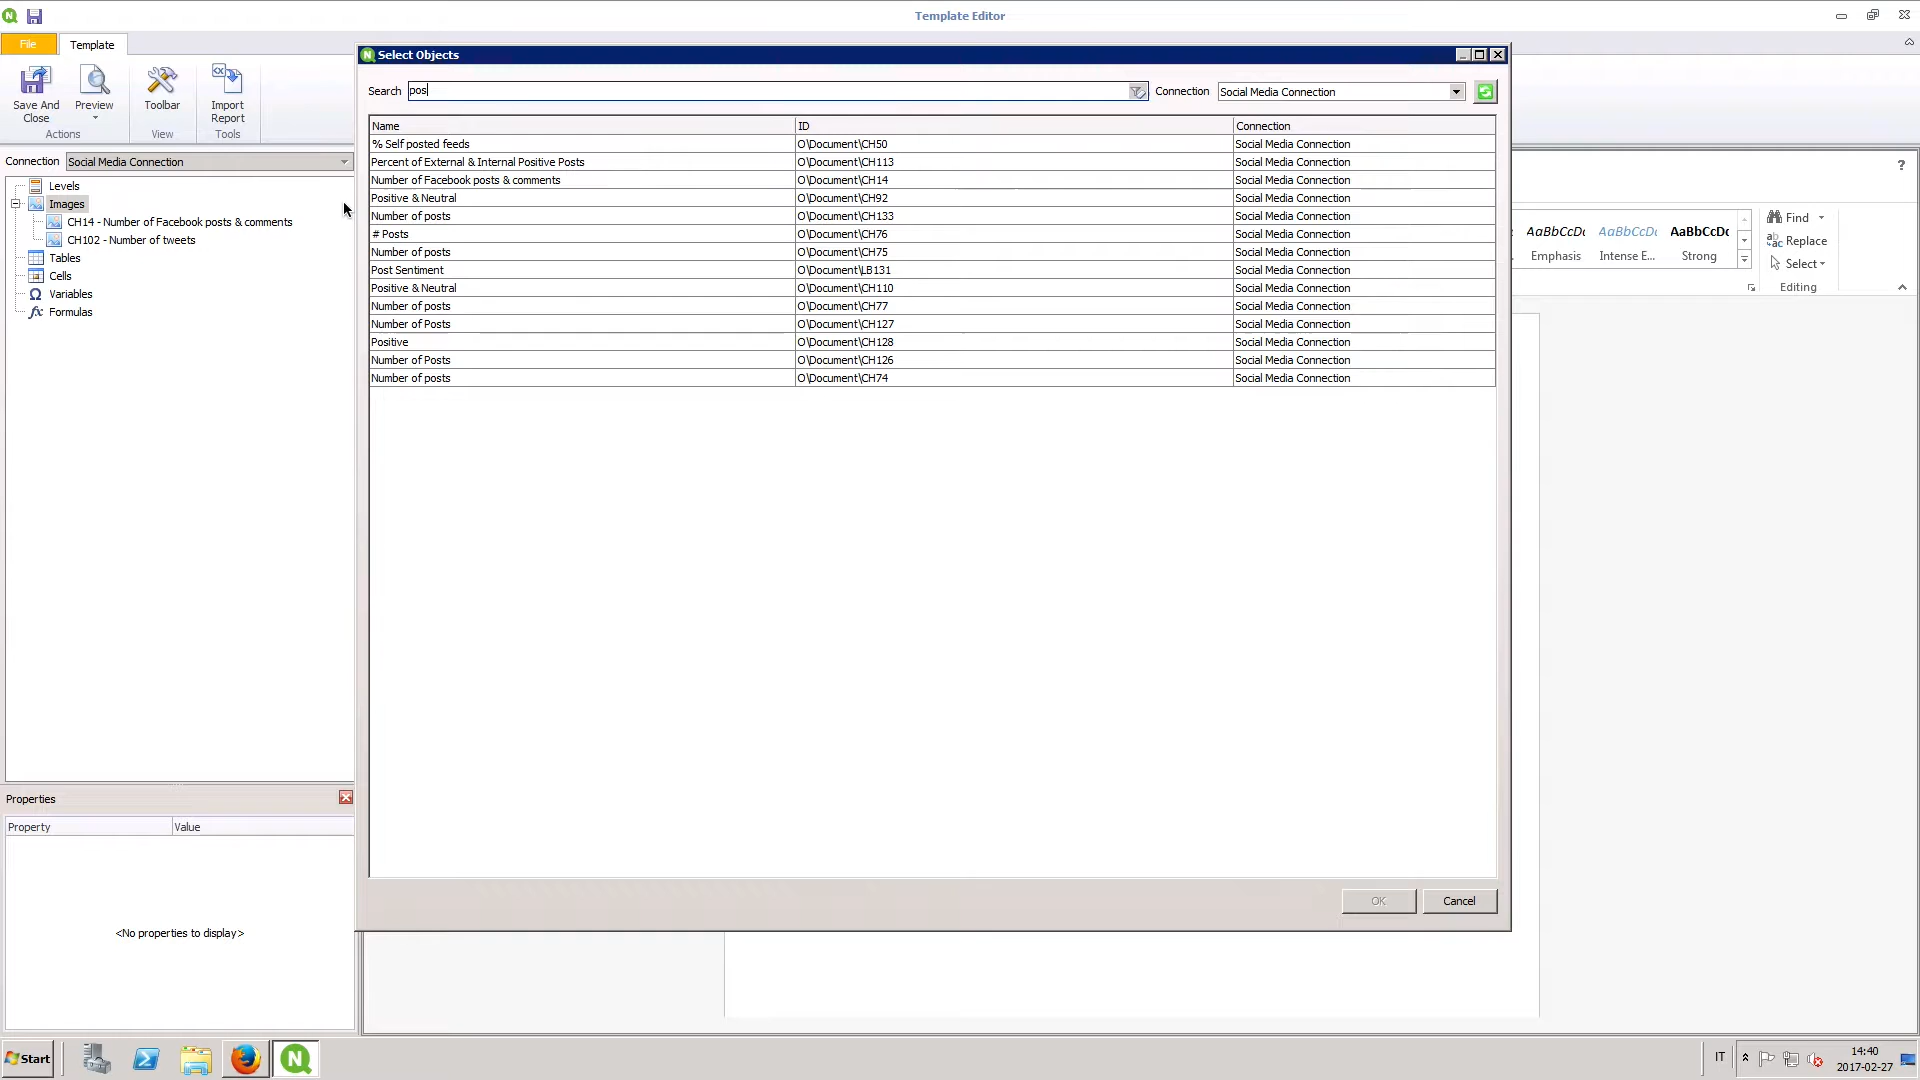 Template Editor
File Template
Save And Close
Preview
Toolbar
Import Report
Actions View Tools
Connection Social Media Connection
Levels
Images
CH14 - Number of Facebook posts & comments
CH102 - Number of tweets
Tables
Cells
Variables
Formulas
Properties
Property Value
<No properties to display>
Select Objects
Search pos Connection Social Media Connection
Name ID Connection
% Self posted feeds O\Document\CH50 Social Media Connection
Percent of External & Internal Positive Posts O\Document\CH113 Social Media Connection
Number of Facebook posts & comments O\Document\CH14 Social Media Connection
Positive & Neutral O\Document\CH92 Social Media Connection
Number of posts O\Document\CH133 Social Media Connection
# Posts O\Document\CH76 Social Media Connection
Number of posts O\Document\CH75 Social Media Connection
Post Sentiment O\Document\LB131 Social Media Connection
Positive & Neutral O\Document\CH110 Social Media Connection
Number of posts O\Document\CH77 Social Media Connection
Number of Posts O\Document\CH127 Social Media Connection
Positive O\Document\CH128 Social Media Connection
Number of Posts O\Document\CH126 Social Media Connection
Number of posts O\Document\CH74 Social Media Connection
OK Cancel
AaBbCcDc AaBbCcDc AaBbCcDc
Emphasis Intense E... Strong
Find
Replace
Select
Editing
Start
IT
14:40
2017-02-27